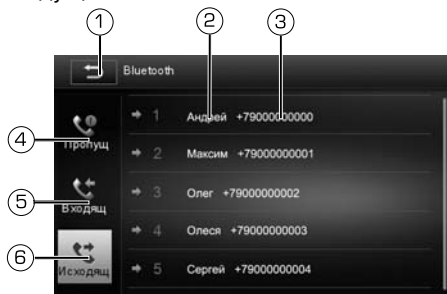 1 2 3
Bluetooth
1 Андрей +79000000000
4 Пропущ
2 Максим +79000000001
5 Входящ
3 Олег +79000000002
4 Олеся +79000000003
6 Исходящ
5 Сергей +79000000004